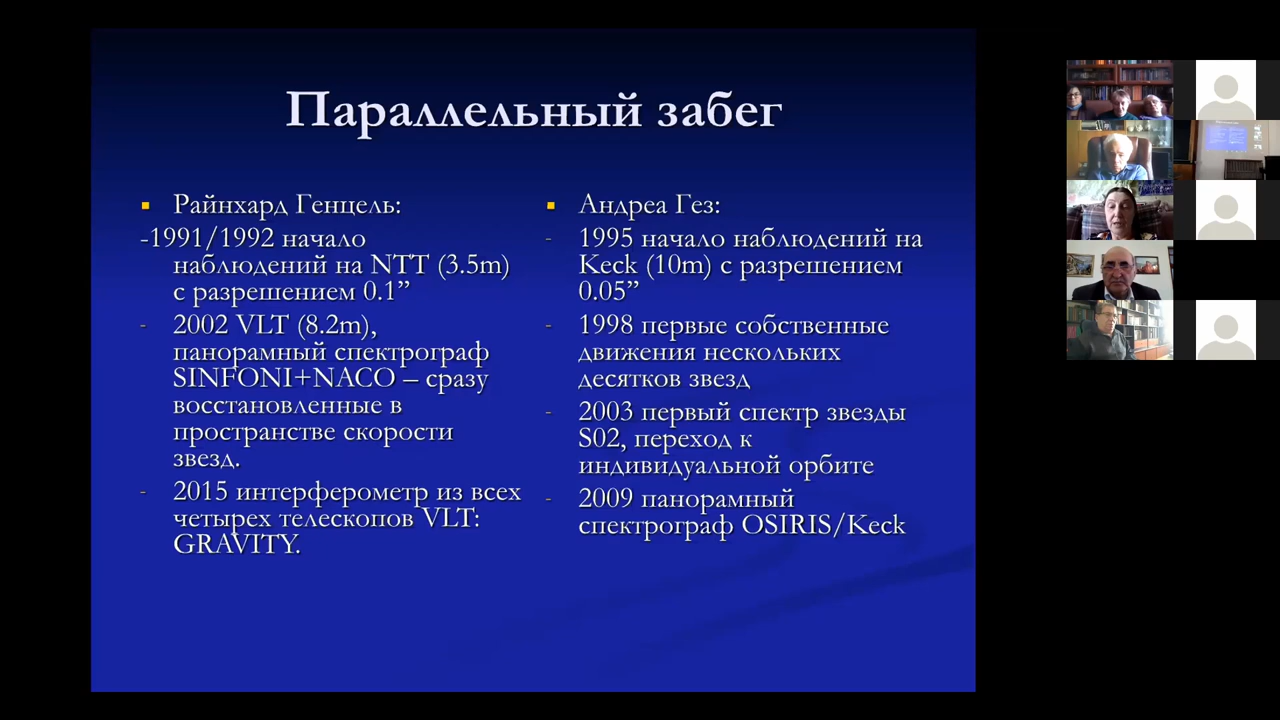 Параллельный забег
▪ Райнхард Генцель:
-1991/1992 начало
наблюдений на NTT (3.5m)
с разрешением 0.1”
- 2002 VLT (8.2m),
панорамный спектрограф
SINFONI+NACO – сразу
восстановленные в
пространстве скорости
звезд.
- 2015 интерферометр из всех
четырех телескопов VLT:
GRAVITY.
▪ Андреа Гез:
- 1995 начало наблюдений на
Keck (10m) с разрешением
0.05”
- 1998 первые собственные
движения нескольких
десятков звезд
- 2003 первый спектр звезды
S02, переход к
индивидуальной орбите
- 2009 панорамный
спектрограф OSIRIS/Keck